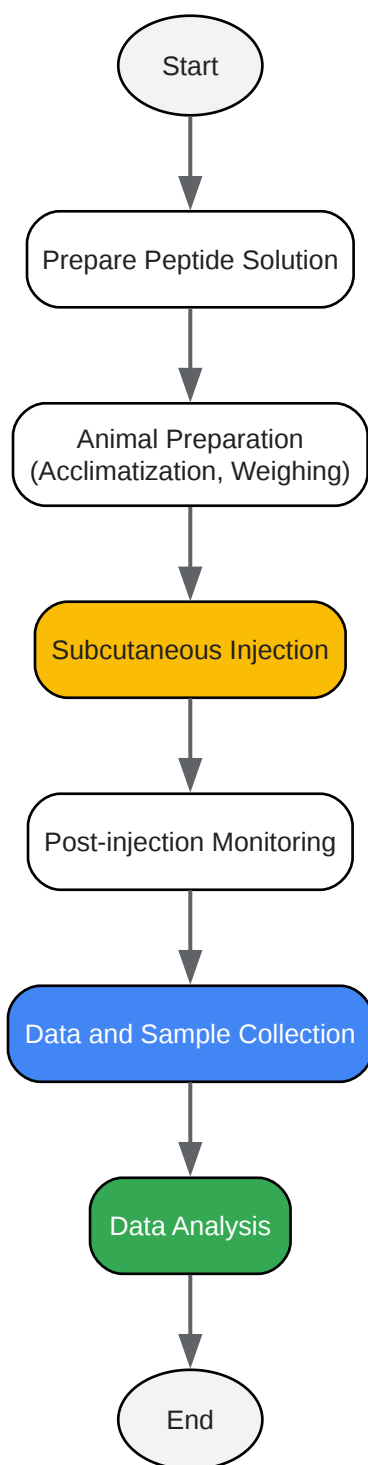 Start
Prepare Peptide Solution
Animal Preparation
(Acclimatization, Weighing)
Subcutaneous Injection
Post-injection Monitoring
Data and Sample Collection
Data Analysis
End